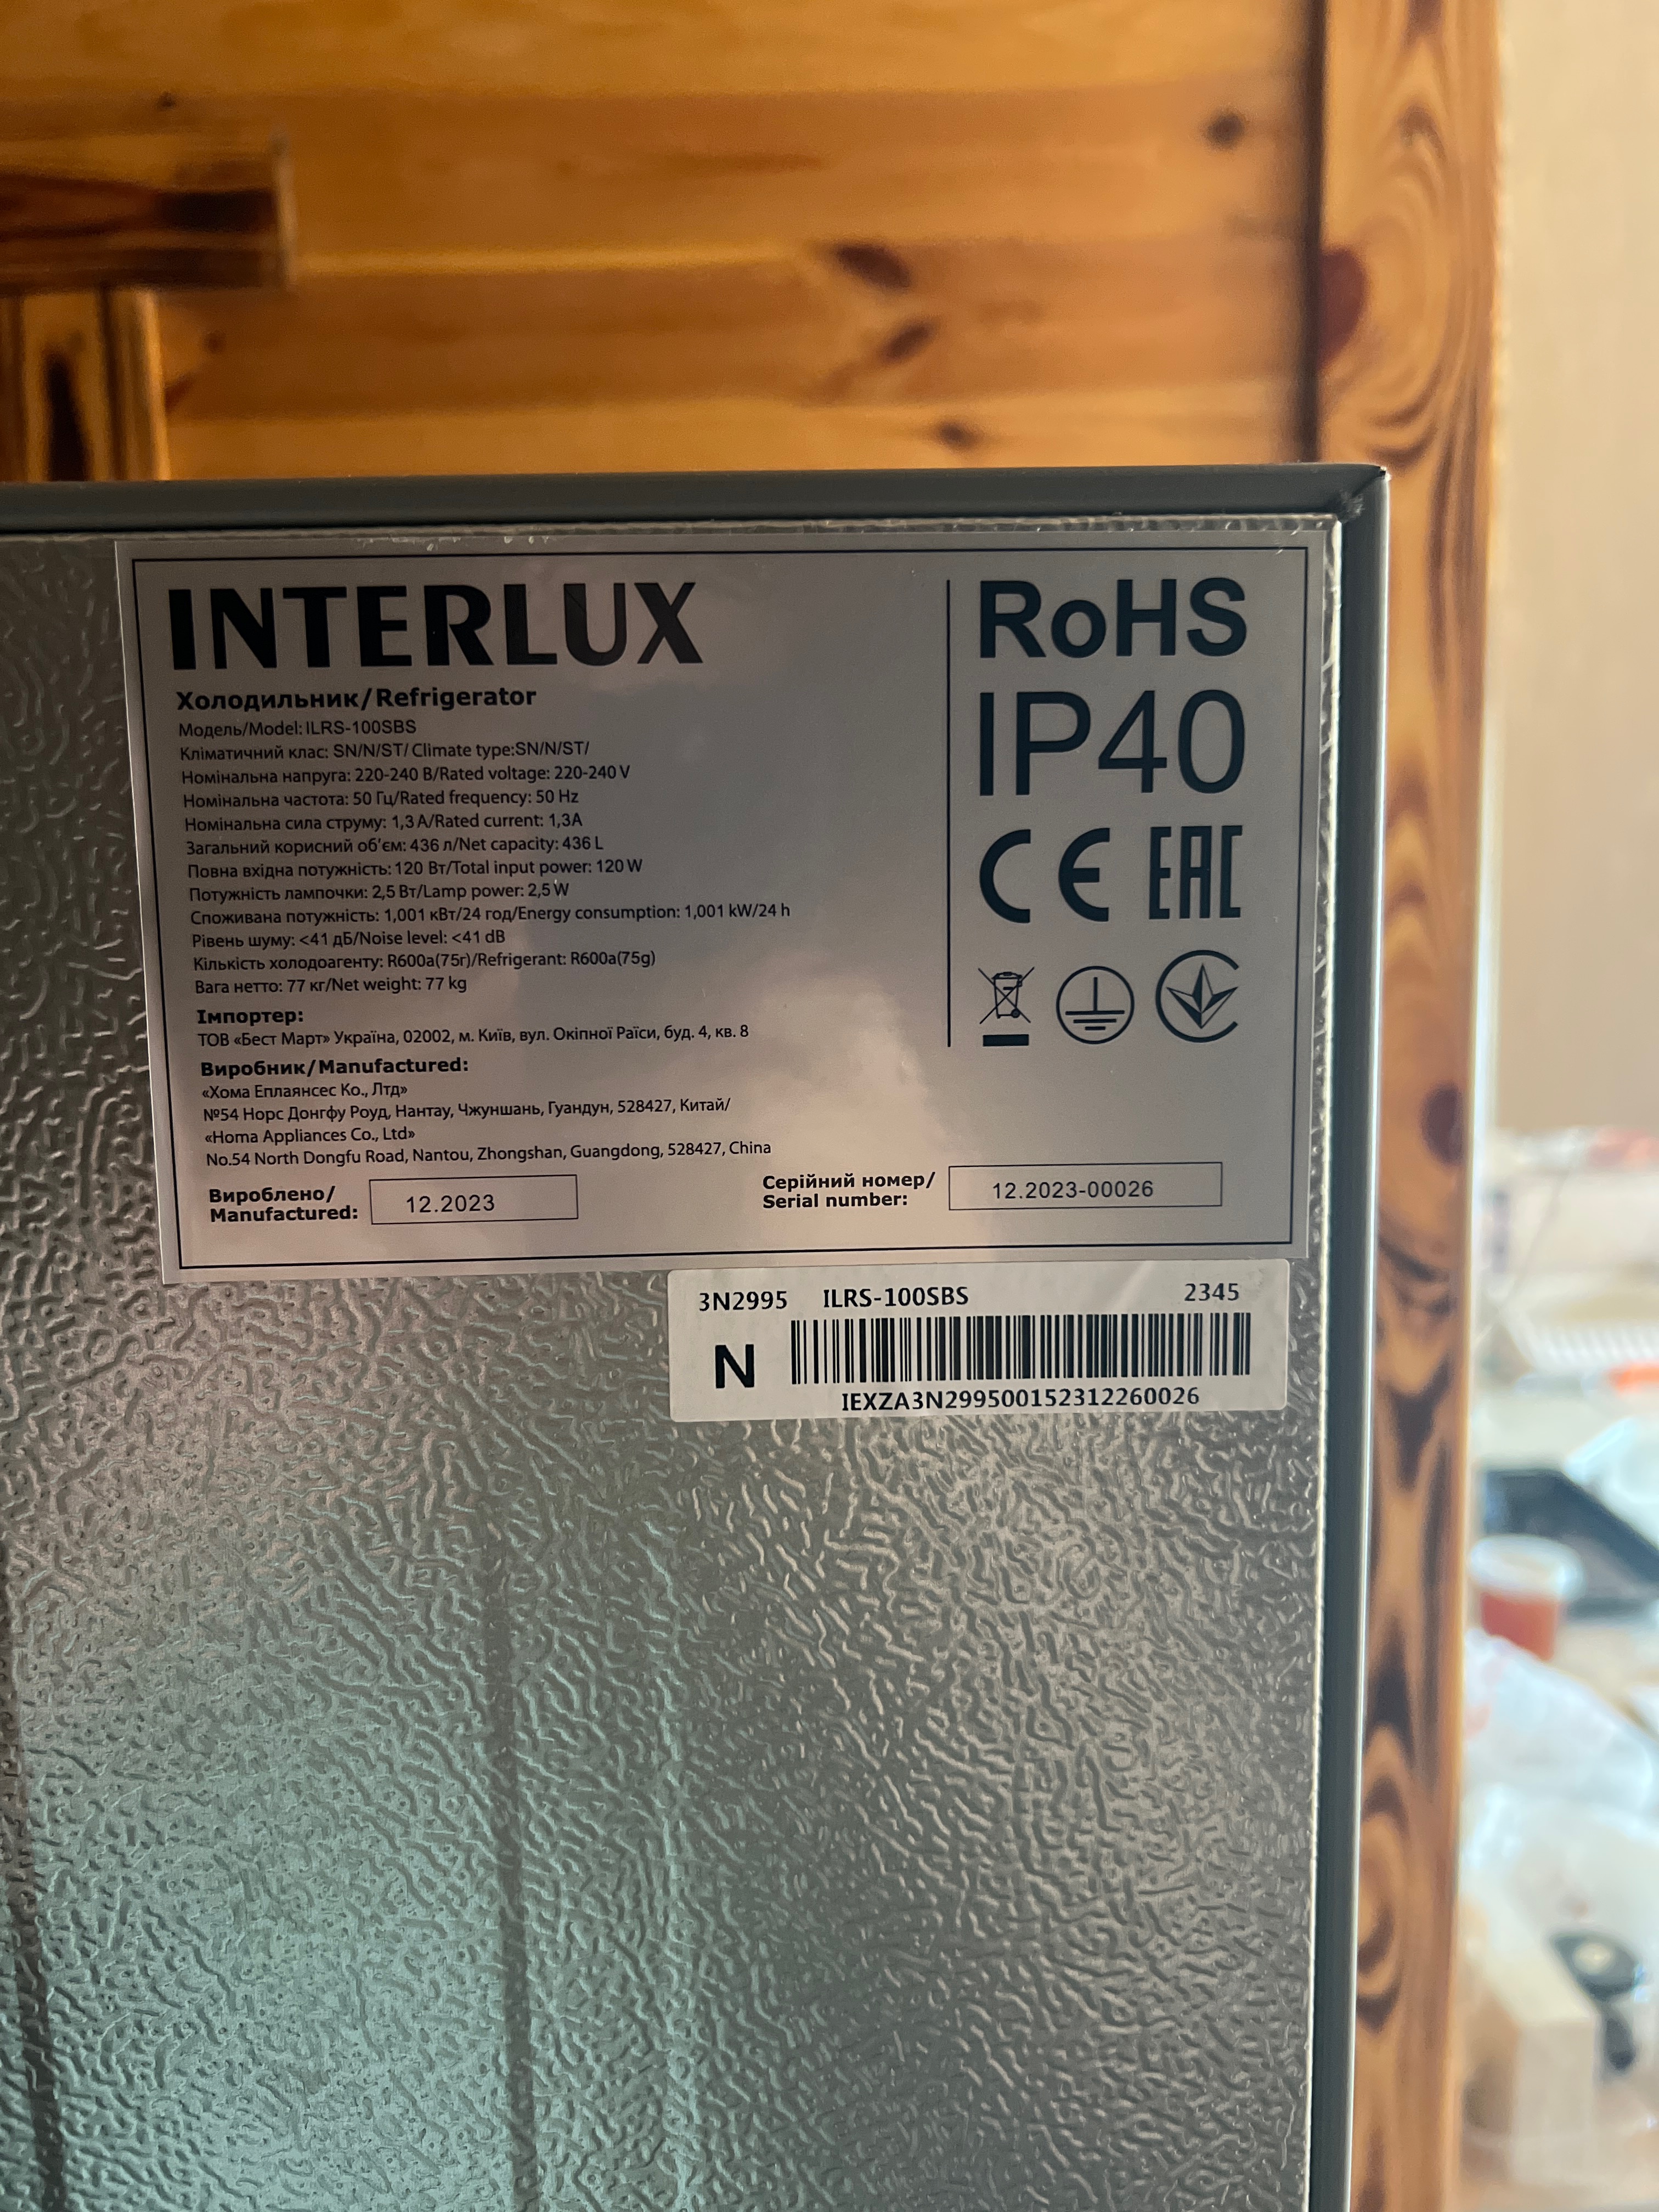 INTERLUX
Холодильник/Refrigerator
Модель/Model: ILRS-100SBS
Кліматичний клас: SN/N/ST/ Climate type:SN/N/ST/
Номінальна напруга: 220-240 В/Rated voltage: 220-240 V
Номінальна частота: 50 Гц/Rated frequency: 50 Hz
Номінальна сила струму: 1,3 А/Rated current: 1,3A
Загальний корисний об'єм: 436 л/Net capacity: 436 L
Повна вхідна потужність: 120 Вт/Total input power: 120 W
Потужність лампочки: 2,5 Вт/Lamp power: 2,5 W
Споживана потужність: 1,001 кВт/24 год/Energy consumption: 1,001 kW/24 h
Рівень шуму: <41 дБ/Noise level: <41 dB
Кількість холодоагенту: R600a(75г)/Refrigerant: R600a(75g)
Вага нетто: 77 кг/Net weight: 77 kg
Імпортер:
ТОВ «Бест Март» Україна, 02002, м. Київ, вул. Окіпної Раїси, буд. 4, кв. 8
Виробник/Manufactured:
«Хома Еплаянсес Ко., Лтд»
№54 Норс Донгфу Роуд, Нантау, Чжуншань, Гуандун, 528427, Китай/
«Homa Appliances Co., Ltd»
No.54 North Dongfu Road, Nantou, Zhongshan, Guangdong, 528427, China
Вироблено/
Manufactured:
12.2023
Серійний номер/
Serial number:
12.2023-00026
RoHS
IP40
CE EAC
3N2995 ILRS-100SBS 2345
N
IEXZA3N299500152312260026